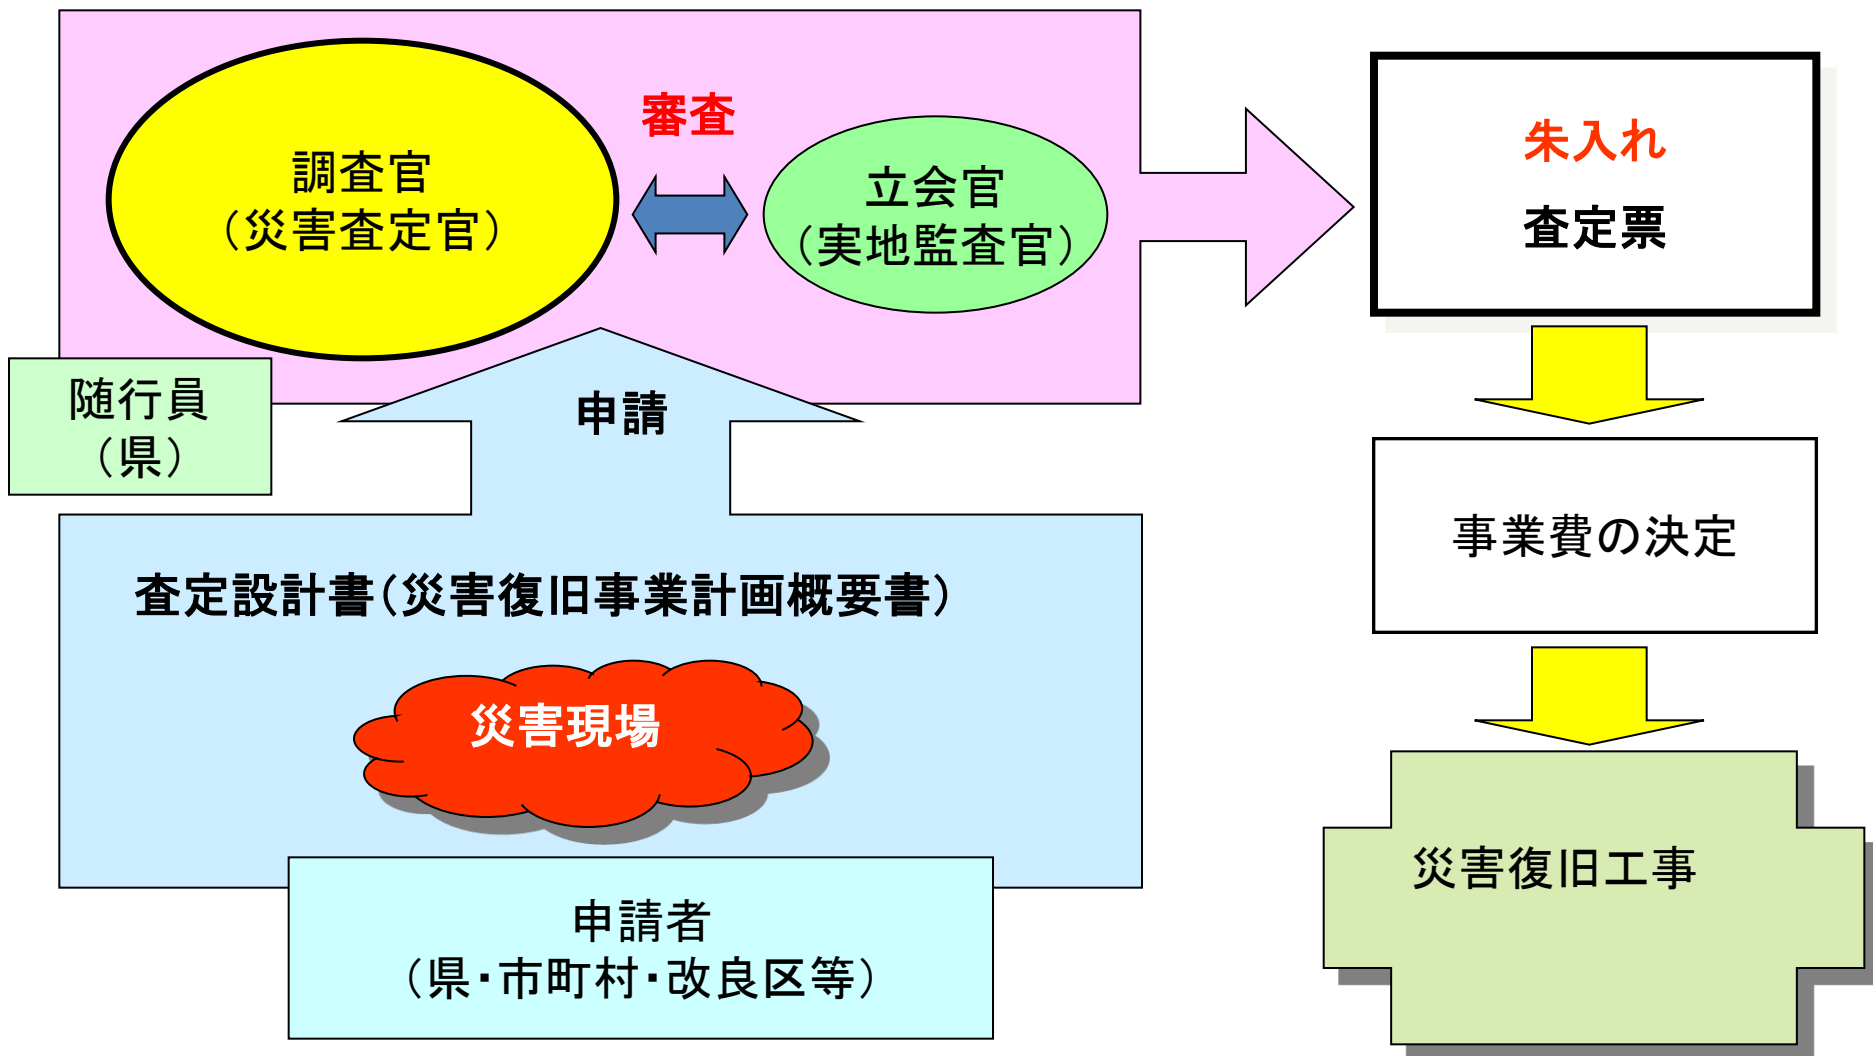 審査
調査官
（災害査定官）
立会官
（実地監査官）
朱入れ
査定票
随行員
（県）
申請
事業費の決定
査定設計書（災害復旧事業計画概要書）
災害現場
災害復旧工事
申請者
（県・市町村・改良区等）